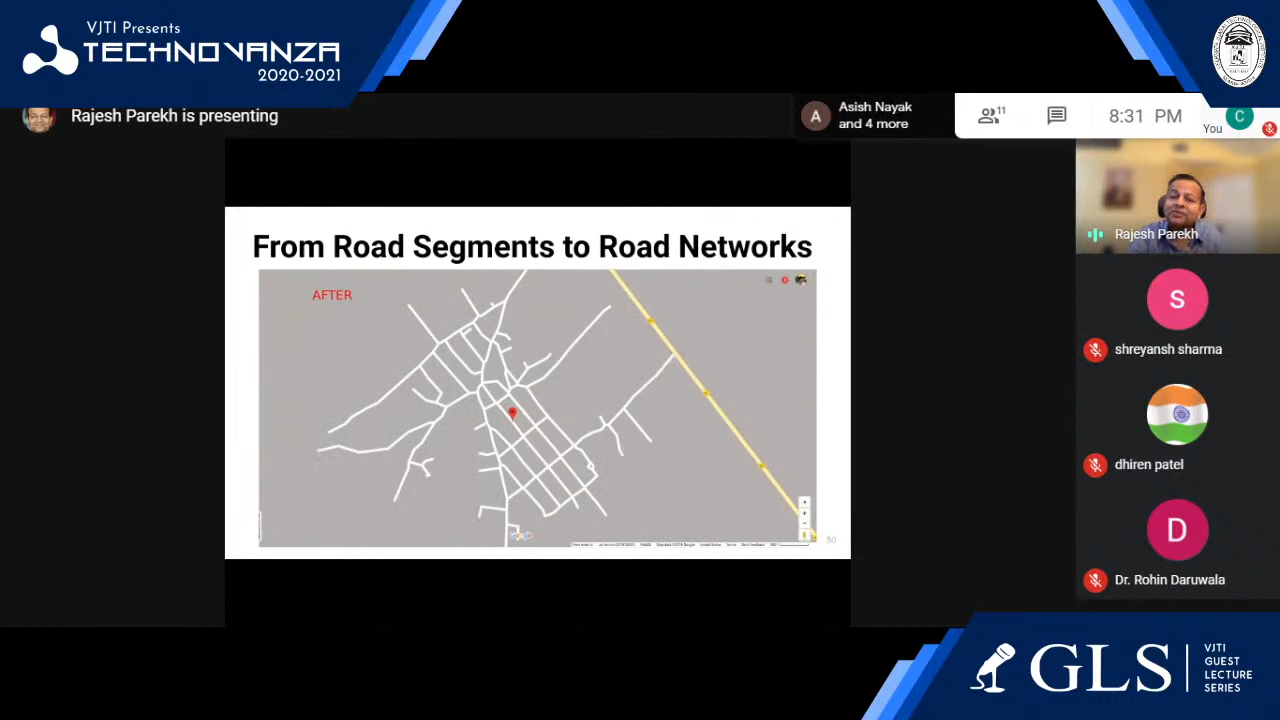 VJTI Presents
TECHNOVANZA
2020-2021
Rajesh Parekh is presenting
A
Asish Nayak
and 4 more
11
8:31 PM
You
C
Rajesh Parekh
From Road Segments to Road Networks
AFTER
Google
50
S
shreyansh sharma
dhiren patel
D
Dr. Rohin Daruwala
GLS
VJTI
GUEST
LECTURE
SERIES